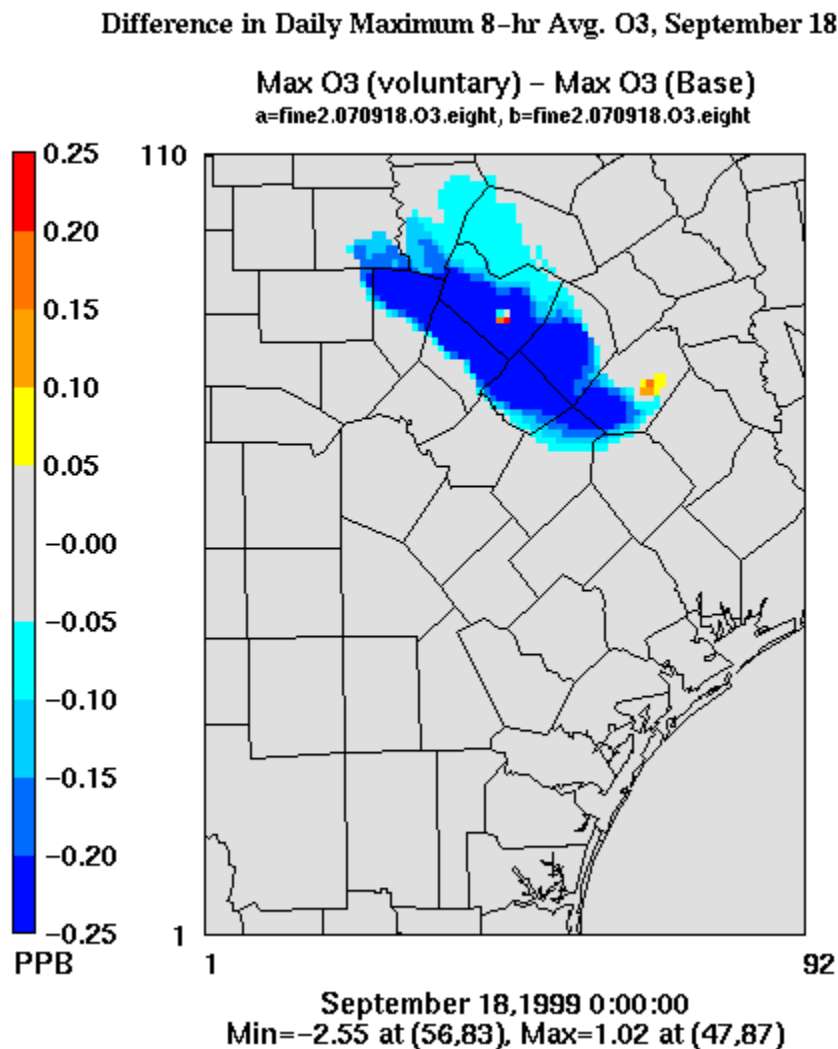 Difference in Daily Maximum 8-hr Avg. O3, September 18
Max O3 (voluntary) - Max O3 (Base)
a=fine2.070918.O3.eight, b=fine2.070918.O3.eight
0.25
0.20
0.15
0.10
0.05
-0.00
-0.05
-0.10
-0.15
-0.20
-0.25
PPB
110
1
1 92
September 18,1999 0:00:00
Min=-2.55 at (56,83), Max=1.02 at (47,87)